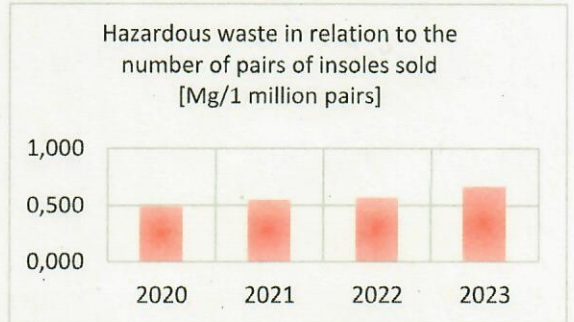 Hazardous waste in relation to the
number of pairs of insoles sold
[Mg/1 million pairs]
1,000
0,500
0,000
2020 2021 2022 2023